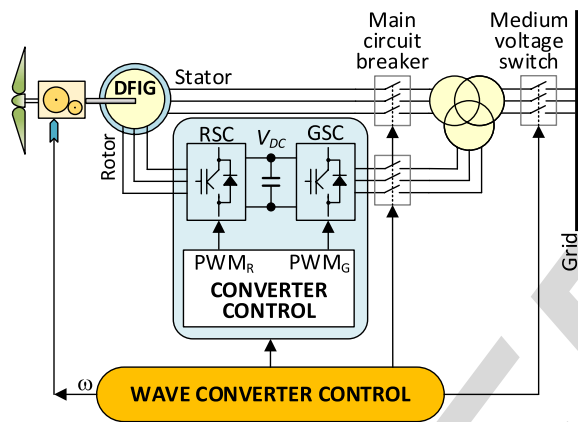 Main
circuit
breaker
Medium
voltage
switch
DFIG
Stator
Rotor
RSC
VDC
GSC
PWMR
PWMG
CONVERTER
CONTROL
Grid
ω
WAVE CONVERTER CONTROL